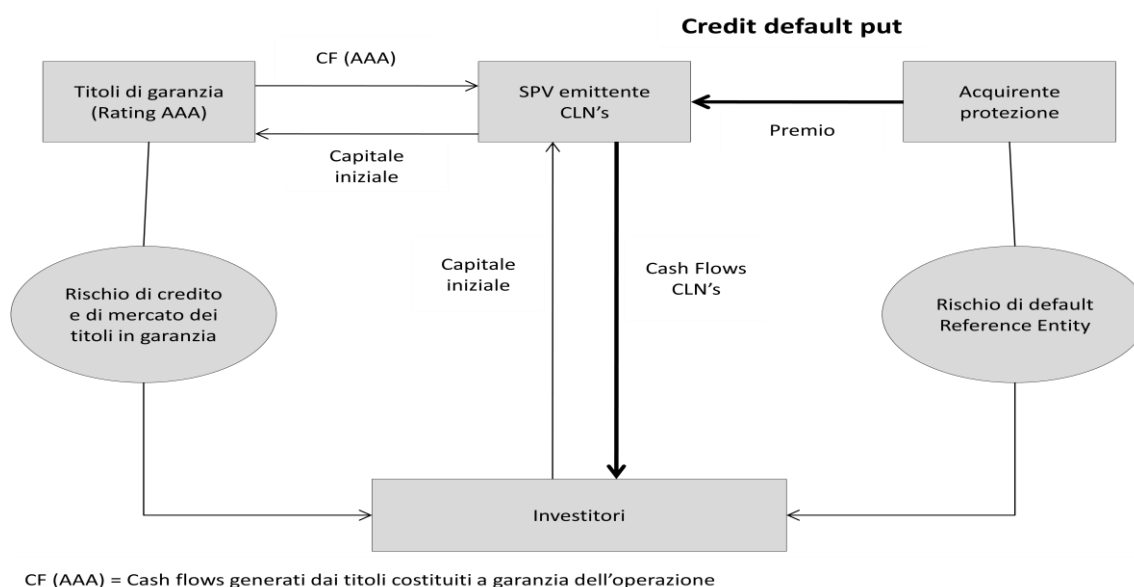 Credit default put
CF (AAA)
Titoli di garanzia
(Rating AAA)
SPV emittente
CLN's
Acquirente
protezione
Premio
Capitale
iniziale
Capitale
iniziale
Cash Flows
CLN's
Rischio di credito
e di mercato dei
titoli in garanzia
Rischio di default
Reference Entity
Investitori
CF (AAA) = Cash flows generati dai titoli costituiti a garanzia dell'operazione